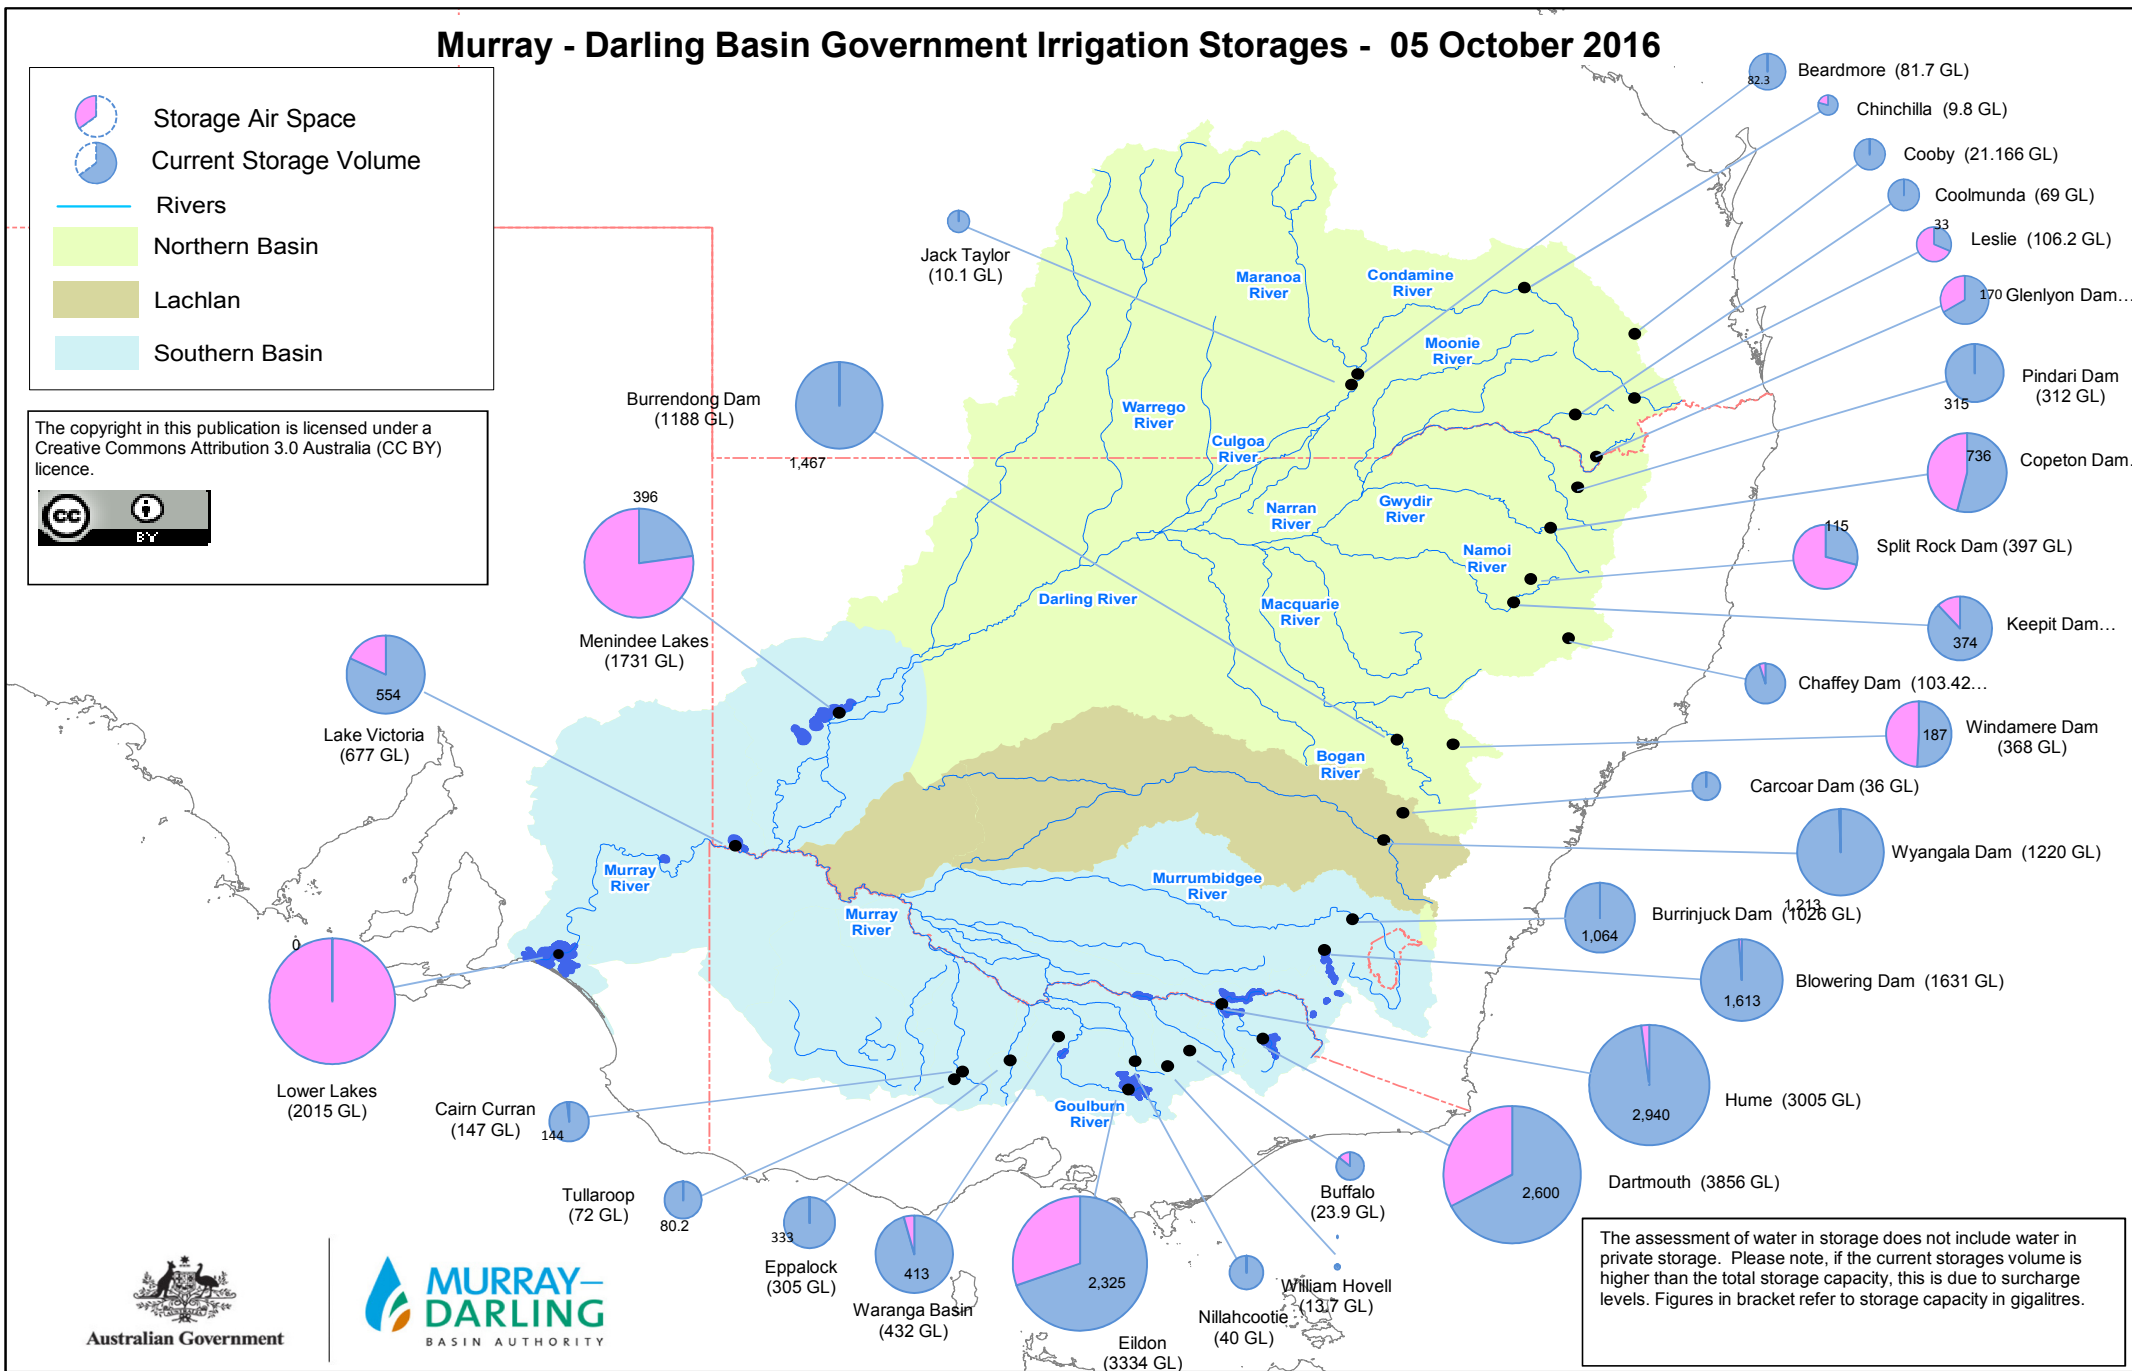 Murray - Darling Basin Government Irrigation Storages - 05 October 2016
Storage Air Space
Current Storage Volume
Rivers
Northern Basin
Lachlan
Southern Basin
The copyright in this publication is licensed under a
Creative Commons Attribution 3.0 Australia (CC BY)
licence.
cc
BY
82.3
Beardmore (81.7 GL)
Chinchilla (9.8 GL)
Cooby (21.166 GL)
Coolmunda (69 GL)
33
Leslie (106.2 GL)
170
Glenlyon Dam…
Pindari Dam
(312 GL)
315
736
Copeton Dam
115
Split Rock Dam (397 GL)
Keepit Dam…
374
Chaffey Dam (103.42…
187
Windamere Dam
(368 GL)
Carcoar Dam (36 GL)
Wyangala Dam (1220 GL)
1,213
Burrinjuck Dam (1026 GL)
1,064
Blowering Dam (1631 GL)
1,613
Hume (3005 GL)
2,940
Dartmouth (3856 GL)
2,600
Jack Taylor
(10.1 GL)
Burrendong Dam
(1188 GL)
1,467
396
Menindee Lakes
(1731 GL)
554
Lake Victoria
(677 GL)
0
Lower Lakes
(2015 GL)
Cairn Curran
(147 GL)
144
Tullaroop
(72 GL)
80.2
333
Eppalock
(305 GL)
413
Waranga Basin
(432 GL)
2,325
Eildon
(3334 GL)
Nillahcootie
(40 GL)
William Hovell
(13.7 GL)
Buffalo
(23.9 GL)
Maranoa
River
Condamine
River
Moonie
River
Warrego
River
Culgoa
River
Narran
River
Gwydir
River
Namoi
River
Darling River
Macquarie
River
Bogan
River
Murray
River
Murray
River
Murrumbidgee
River
Goulburn
River
Australian Government
MURRAY–
DARLING
BASIN AUTHORITY
The assessment of water in storage does not include water in
private storage. Please note, if the current storages volume is
higher than the total storage capacity, this is due to surcharge
levels. Figures in bracket refer to storage capacity in gigalitres.